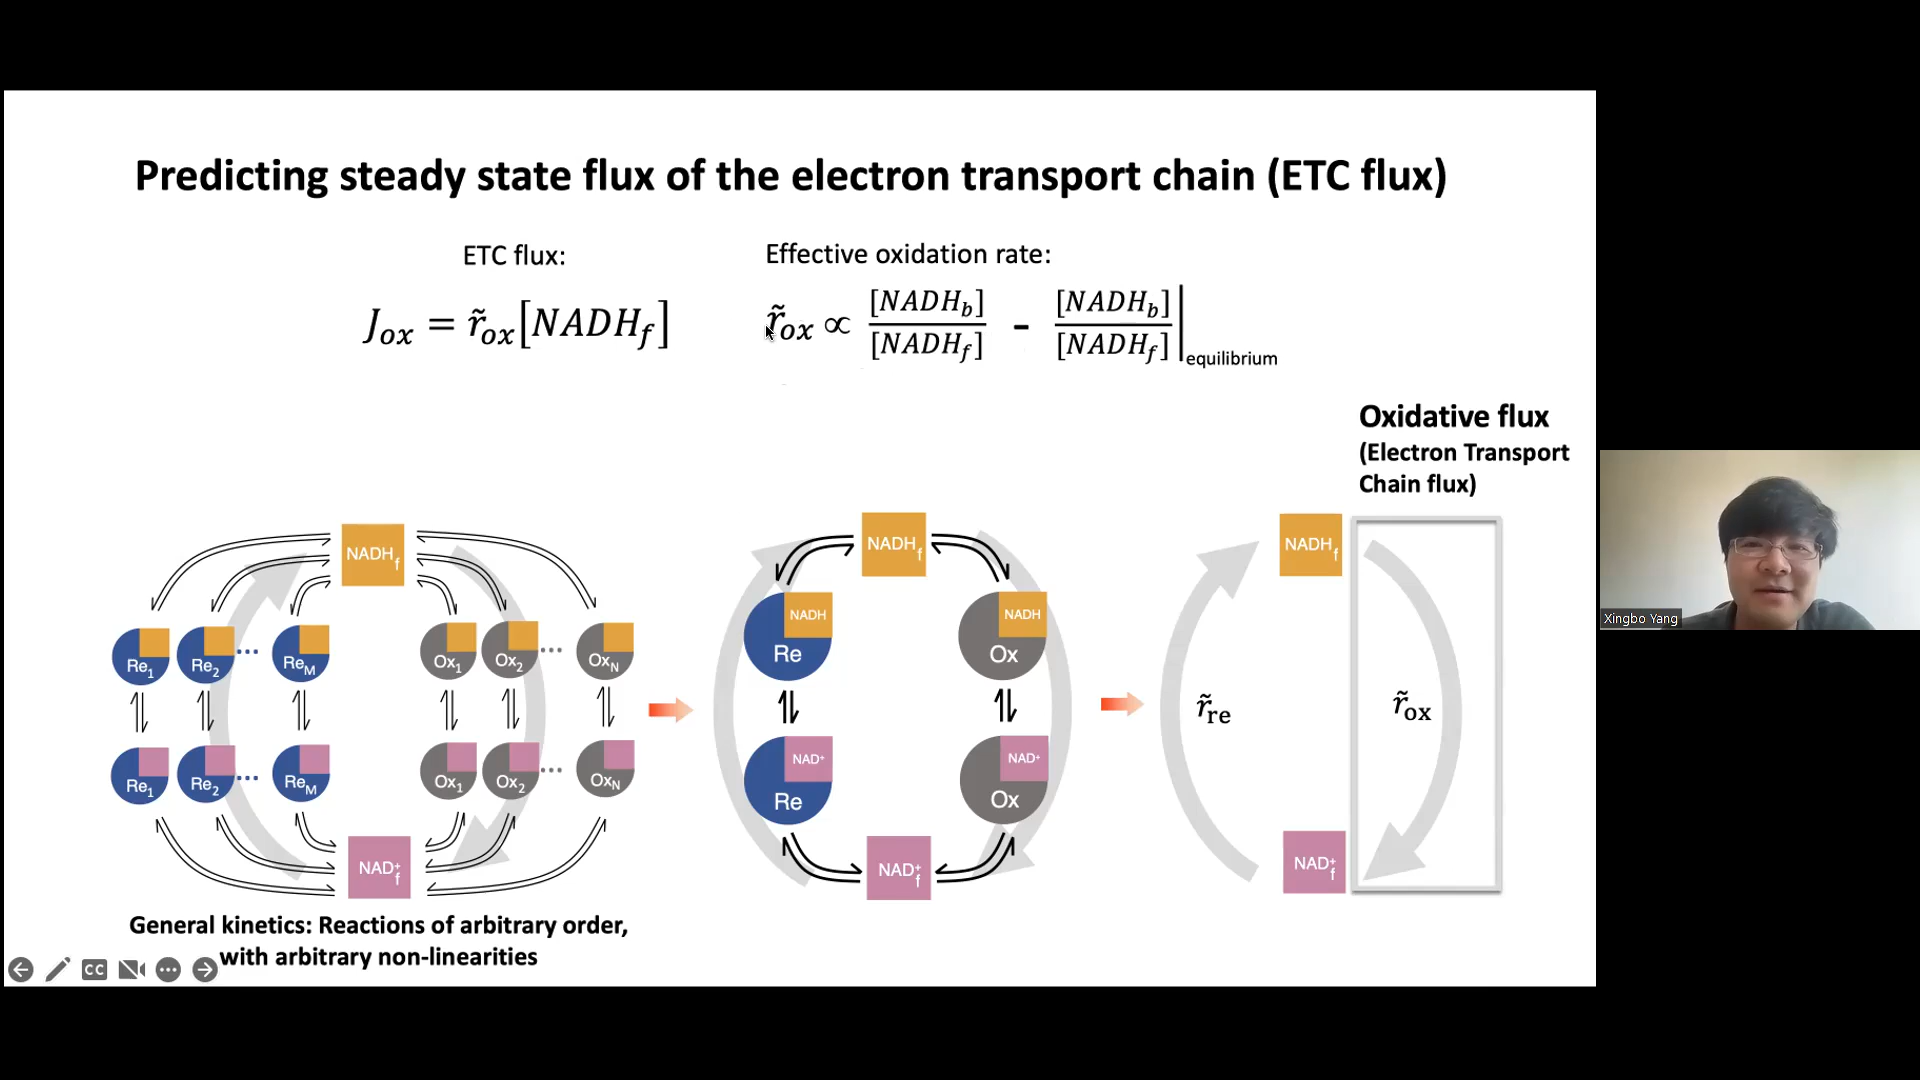 Predicting steady state flux of the electron transport chain (ETC flux)
ETC flux:
Effective oxidation rate:
J_ox = r̃_ox[NADH_f]
r̃_ox ∝ [NADH_b]/[NADH_f] - [NADH_b]/[NADH_f]|equilibrium
Oxidative flux
(Electron Transport
Chain flux)
NADH_f
Re_1
Re_2
...
Re_M
Ox_1
Ox_2
...
Ox_N
Re_1
Re_2
...
Re_M
Ox_1
Ox_2
...
Ox_N
NAD⁺_f
General kinetics: Reactions of arbitrary order,
with arbitrary non-linearities
NADH_f
NADH
Re
NADH
Ox
NAD⁺
Re
NAD⁺
Ox
NAD⁺_f
NADH_f
r̃_re
r̃_ox
NAD⁺_f
CC
Xingbo Yang